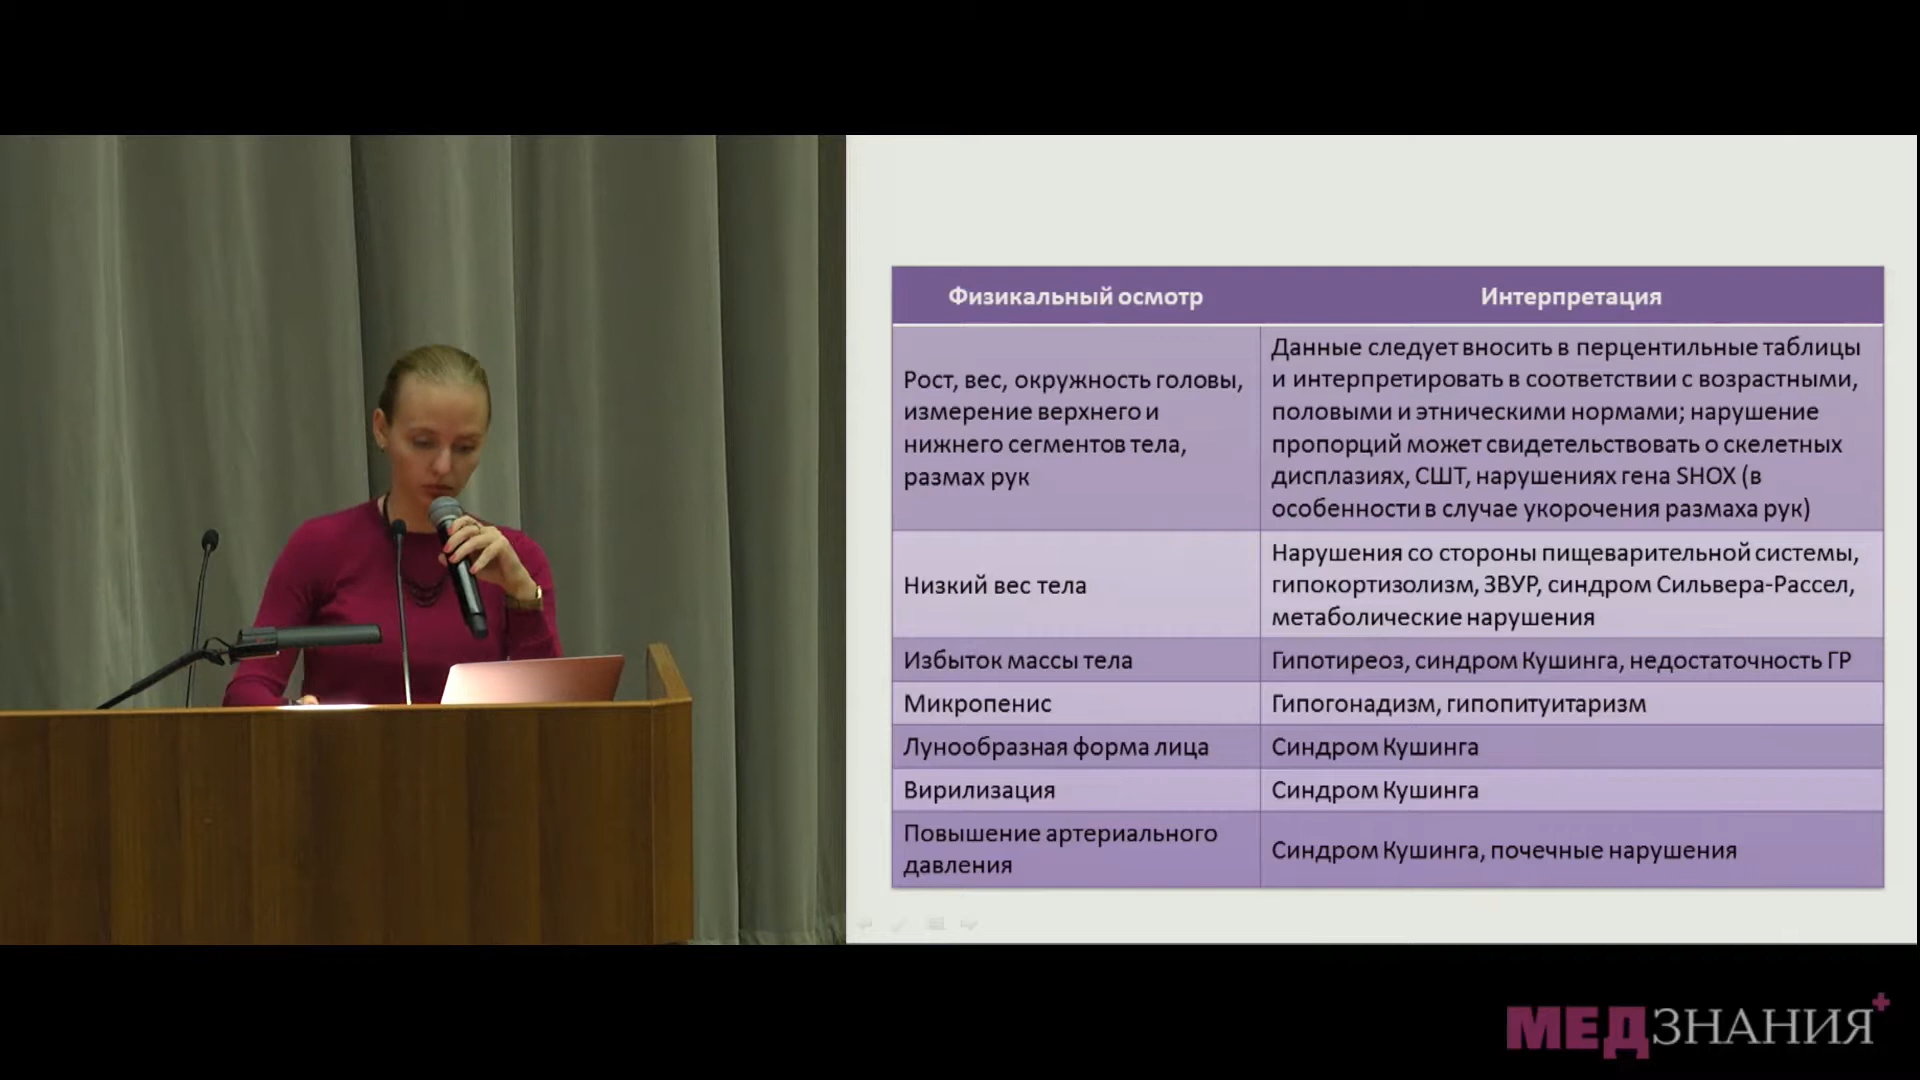 Физикальный осмотр
Интерпретация
Рост, вес, окружность головы,
измерение верхнего и
нижнего сегментов тела,
размах рук
Данные следует вносить в перцентильные таблицы
и интерпретировать в соответствии с возрастными,
половыми и этническими нормами; нарушение
пропорций может свидетельствовать о скелетных
дисплазиях, СШТ, нарушениях гена SHOX (в
особенности в случае укорочения размаха рук)
Низкий вес тела
Нарушения со стороны пищеварительной системы,
гипокортизолизм, ЗВУР, синдром Сильвера-Рассел,
метаболические нарушения
Избыток массы тела
Гипотиреоз, синдром Кушинга, недостаточность ГР
Микропенис
Гипогонадизм, гипопитуитаризм
Лунообразная форма лица
Синдром Кушинга
Вирилизация
Синдром Кушинга
Повышение артериального
давления
Синдром Кушинга, почечные нарушения
МЕДЗНАНИЯ+